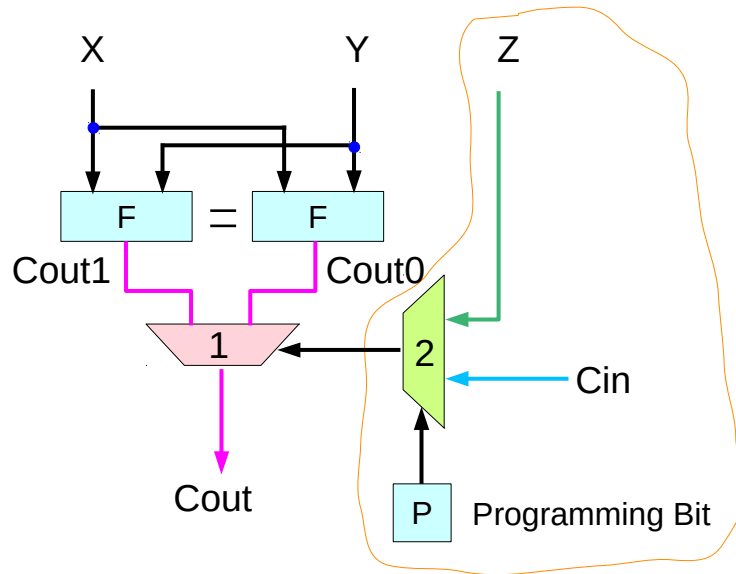 X Y Z
F = F
Cout1 Cout0
1 2
Cin
Cout
P Programming Bit